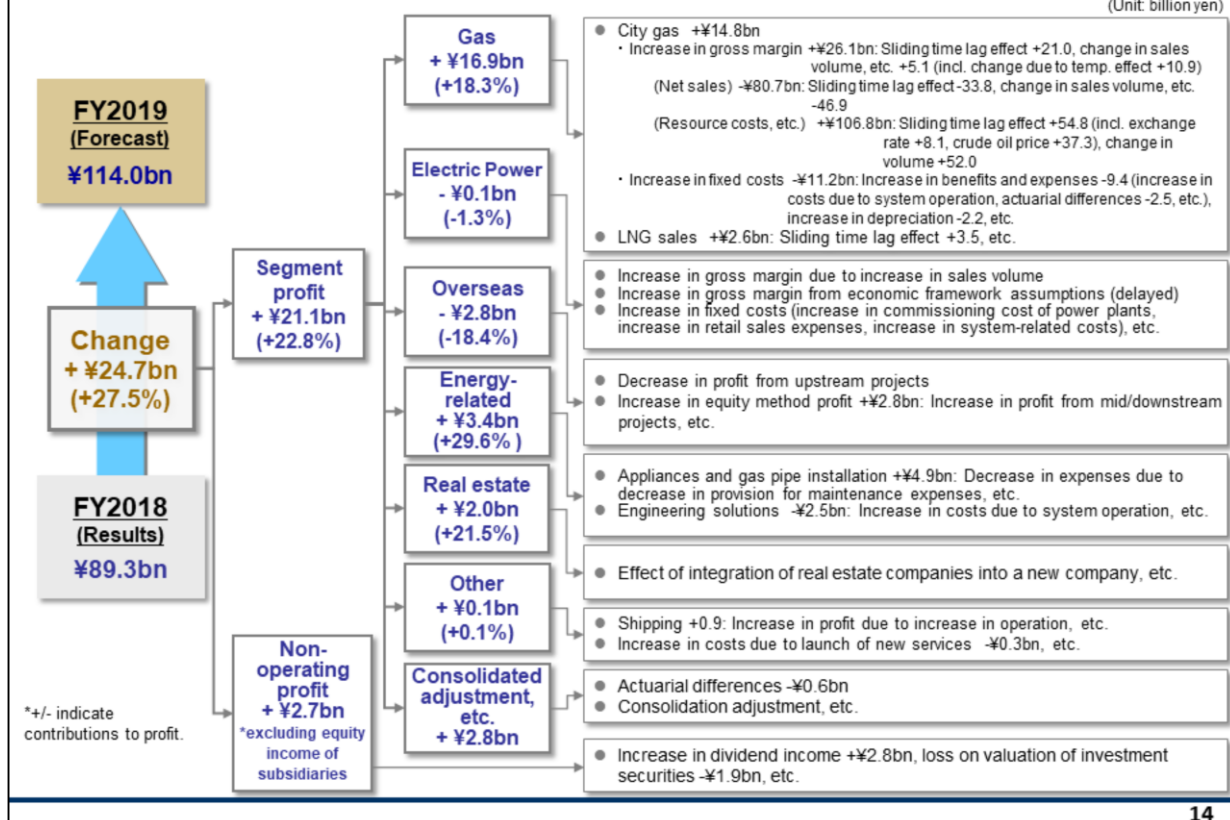 (Unit: billion yen)
FY2019
(Forecast)
¥114.0bn
Change
+ ¥24.7bn
(+27.5%)
FY2018
(Results)
¥89.3bn
*+/- indicate
contributions to profit.
Segment
profit
+ ¥21.1bn
(+22.8%)
Non-
operating
profit
+ ¥2.7bn
*excluding equity
income of
subsidiaries
Gas
+ ¥16.9bn
(+18.3%)
Electric Power
- ¥0.1bn
(-1.3%)
Overseas
- ¥2.8bn
(-18.4%)
Energy-
related
+ ¥3.4bn
(+29.6% )
Real estate
+ ¥2.0bn
(+21.5%)
Other
+ ¥0.1bn
(+0.1%)
Consolidated
adjustment,
etc.
+ ¥2.8bn
● City gas +¥14.8bn
・Increase in gross margin +¥26.1bn: Sliding time lag effect +21.0, change in sales
volume, etc. +5.1 (incl. change due to temp. effect +10.9)
(Net sales) -¥80.7bn: Sliding time lag effect -33.8, change in sales volume, etc.
-46.9
(Resource costs, etc.) +¥106.8bn: Sliding time lag effect +54.8 (incl. exchange
rate +8.1, crude oil price +37.3), change in
volume +52.0
・Increase in fixed costs -¥11.2bn: Increase in benefits and expenses -9.4 (increase in
costs due to system operation, actuarial differences -2.5, etc.),
increase in depreciation -2.2, etc.
● LNG sales +¥2.6bn: Sliding time lag effect +3.5, etc.
● Increase in gross margin due to increase in sales volume
● Increase in gross margin from economic framework assumptions (delayed)
● Increase in fixed costs (increase in commissioning cost of power plants,
increase in retail sales expenses, increase in system-related costs), etc.
● Decrease in profit from upstream projects
● Increase in equity method profit +¥2.8bn: Increase in profit from mid/downstream
projects, etc.
● Appliances and gas pipe installation +¥4.9bn: Decrease in expenses due to
decrease in provision for maintenance expenses, etc.
● Engineering solutions -¥2.5bn: Increase in costs due to system operation, etc.
● Effect of integration of real estate companies into a new company, etc.
● Shipping +0.9: Increase in profit due to increase in operation, etc.
● Increase in costs due to launch of new services -¥0.3bn, etc.
● Actuarial differences -¥0.6bn
● Consolidation adjustment, etc.
● Increase in dividend income +¥2.8bn, loss on valuation of investment
securities -¥1.9bn, etc.
14